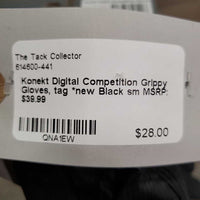 The Tack Collector
614600-441
Konekt Digital Competition Grippy
Gloves, tag *new Black sm MSRP:
$39.99
QNA1EW
$28.00